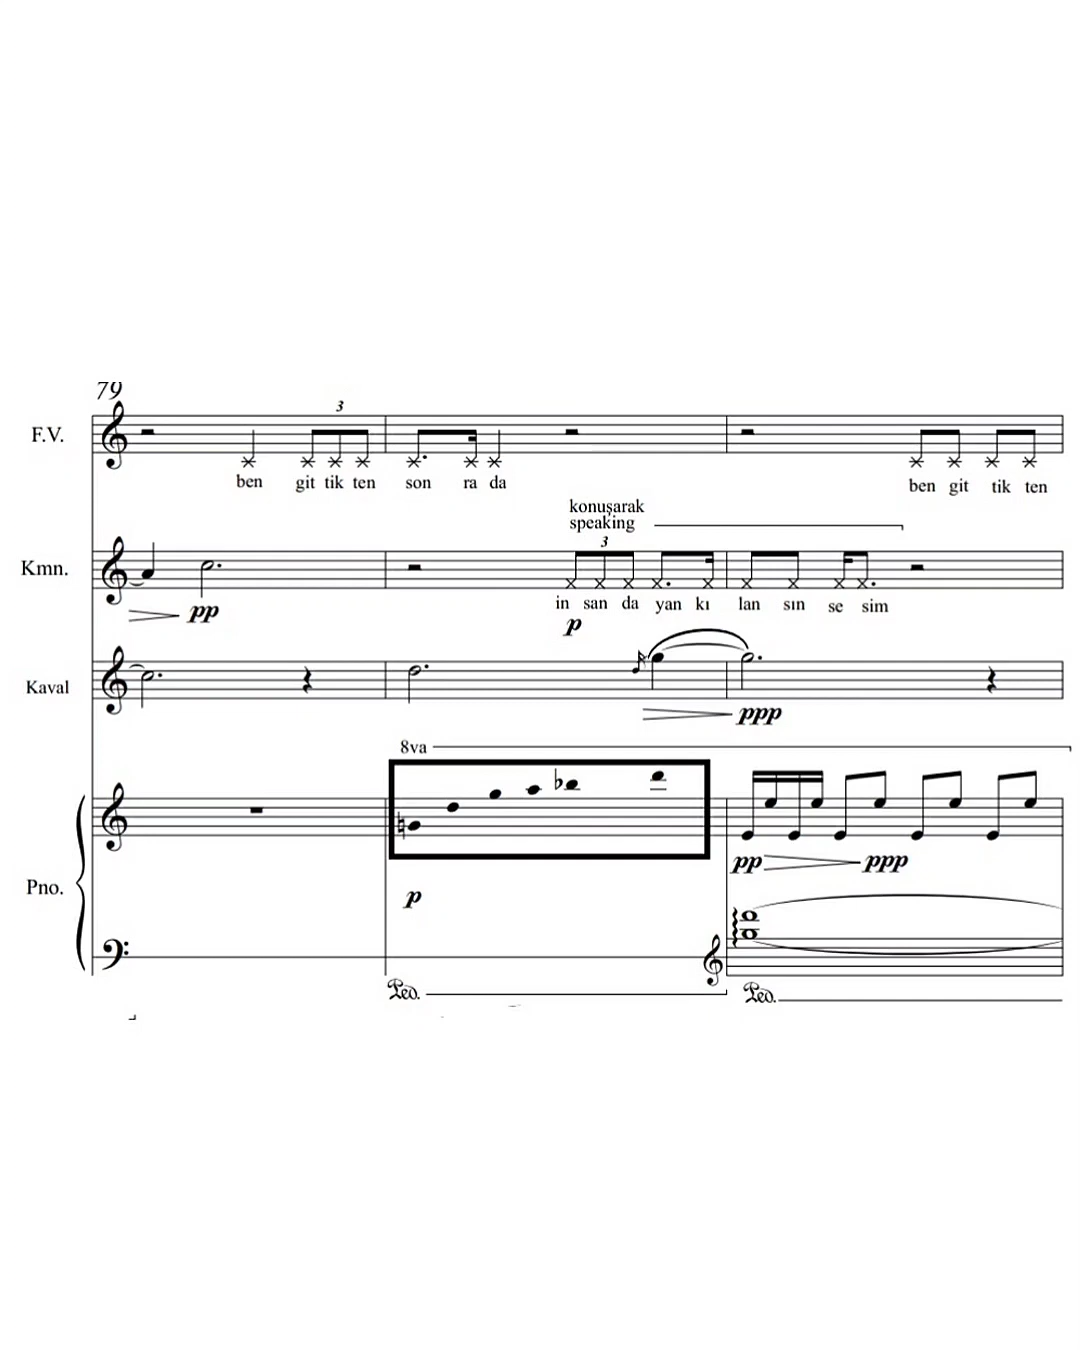 79
3
F.V.
ben git tik ten son ra da ben git tik ten
konuşarak
speaking
3
Kmn.
in san da yan kı lan sın se sim
pp
p
Kaval
ppp
8va
pp ppp
Pno.
p
Ped. Ped.